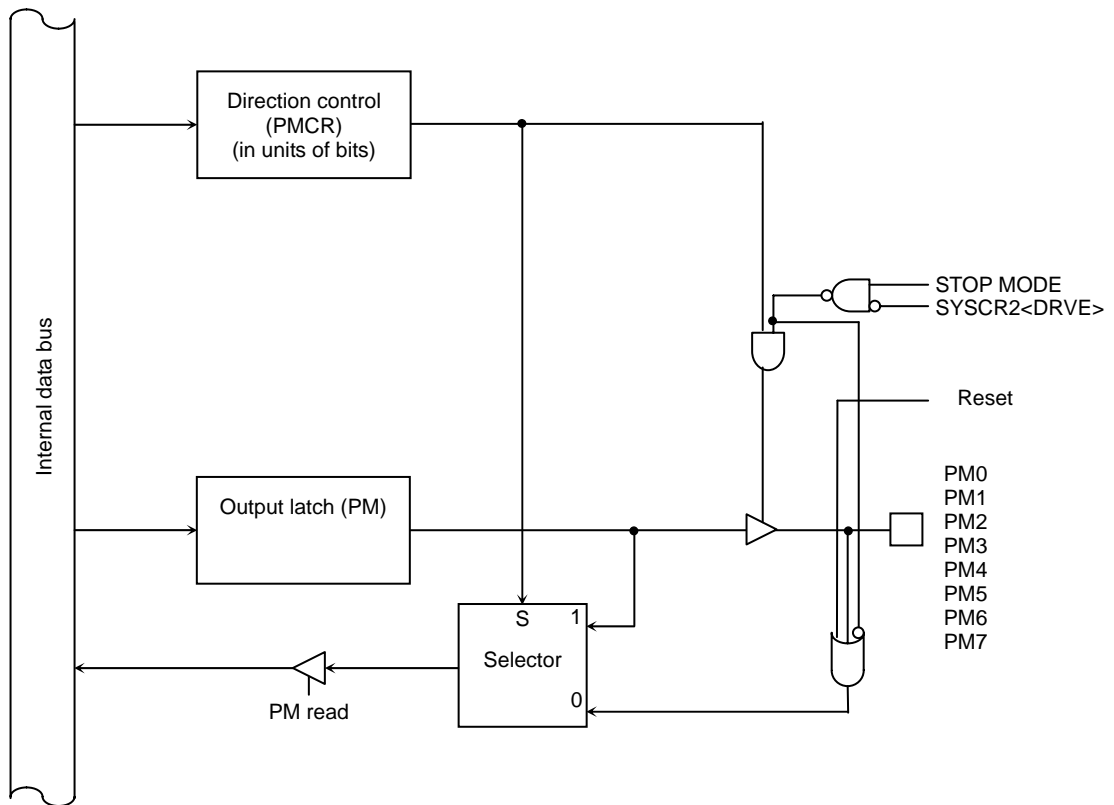 Direction control
(PMCR)
(in units of bits)
STOP MODE
SYSCR2<DRVE>
Reset
Internal data bus
Output latch (PM)
PM0
PM1
PM2
PM3
PM4
PM5
PM6
PM7
S
1
Selector
0
PM read